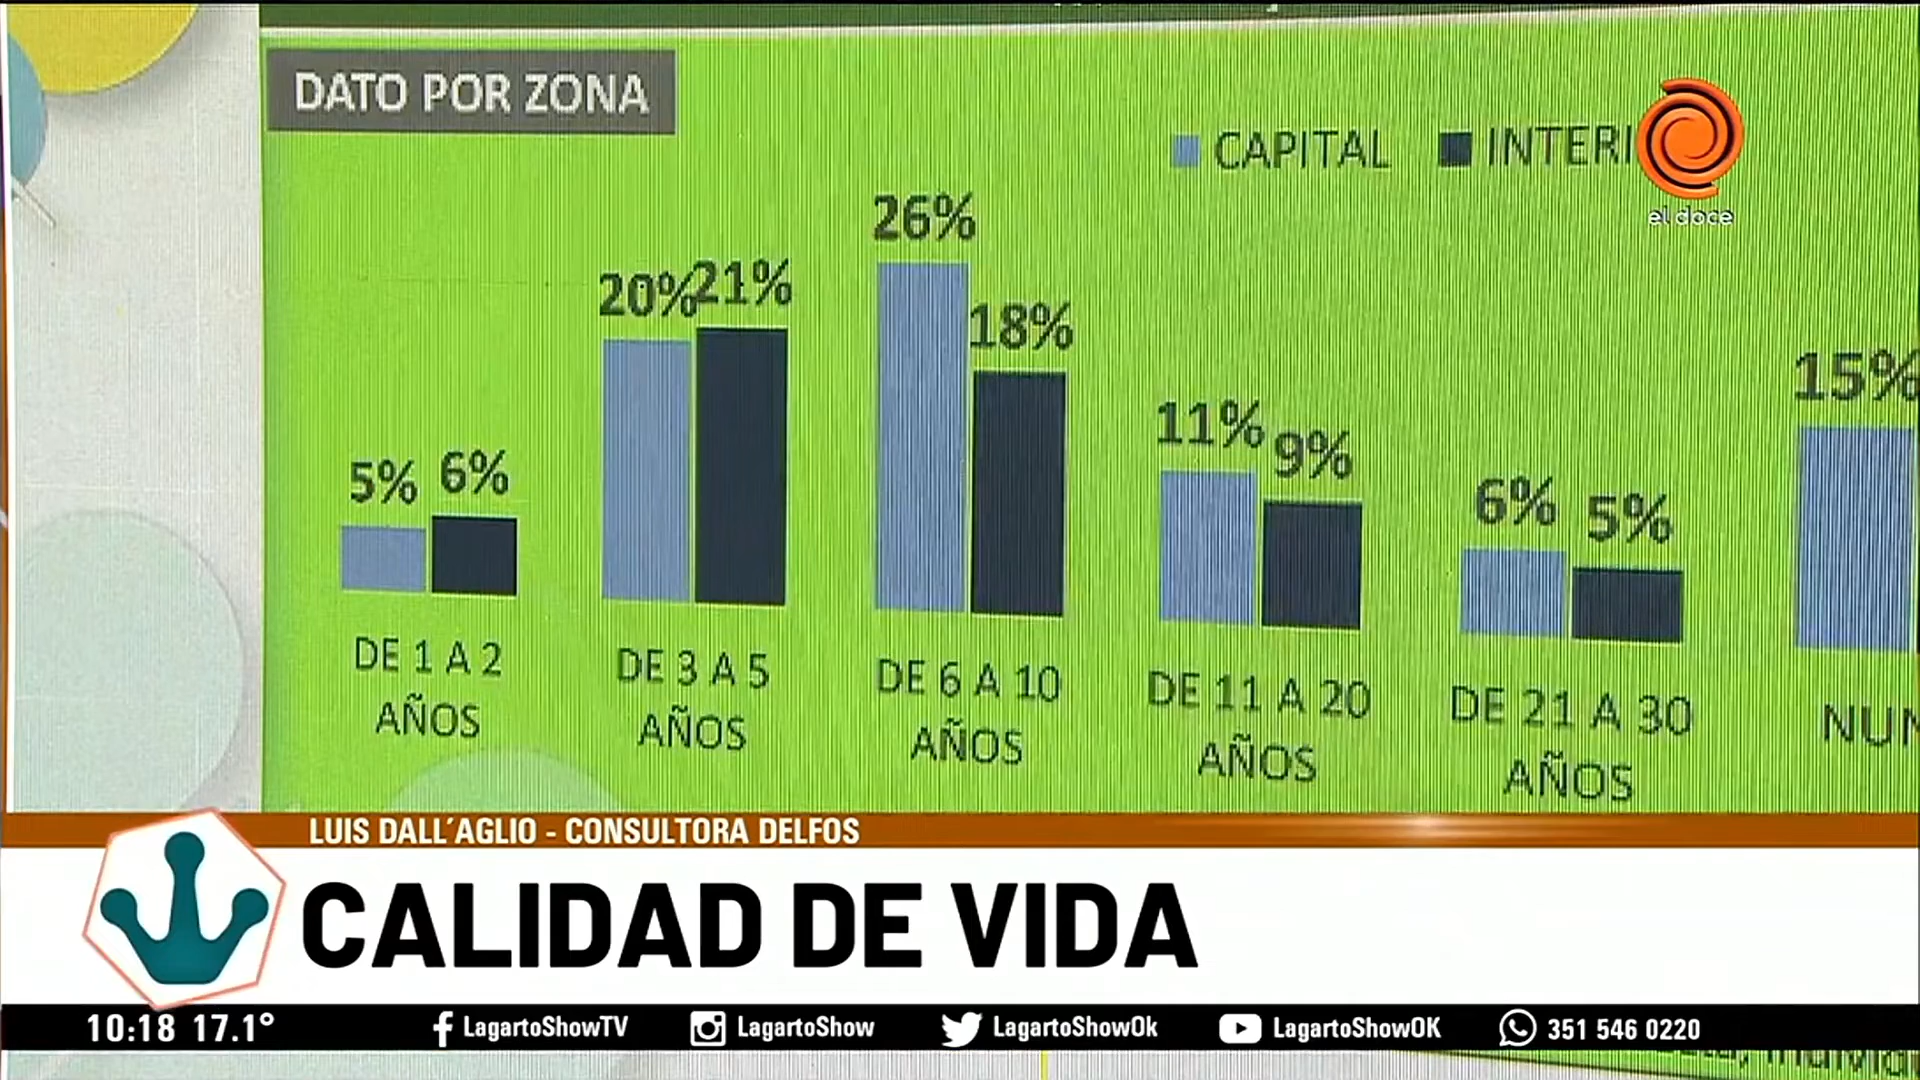 DATO POR ZONA
CAPITAL
el doce
26%
20%
21%
18%
15%
11%
9%
5%
6%
6%
5%
DE 1 A 2 AÑOS
DE 3 A 5 AÑOS
DE 6 A 10 AÑOS
DE 11 A 20 AÑOS
DE 21 A 30 AÑOS
LUIS DALL´AGLIO - CONSULTORA DELFOS
CALIDAD DE VIDA
10:18 17.1°
LagartoShowTV
LagartoShow
LagartoShowOk
LagartoShowOK
351 546 0220